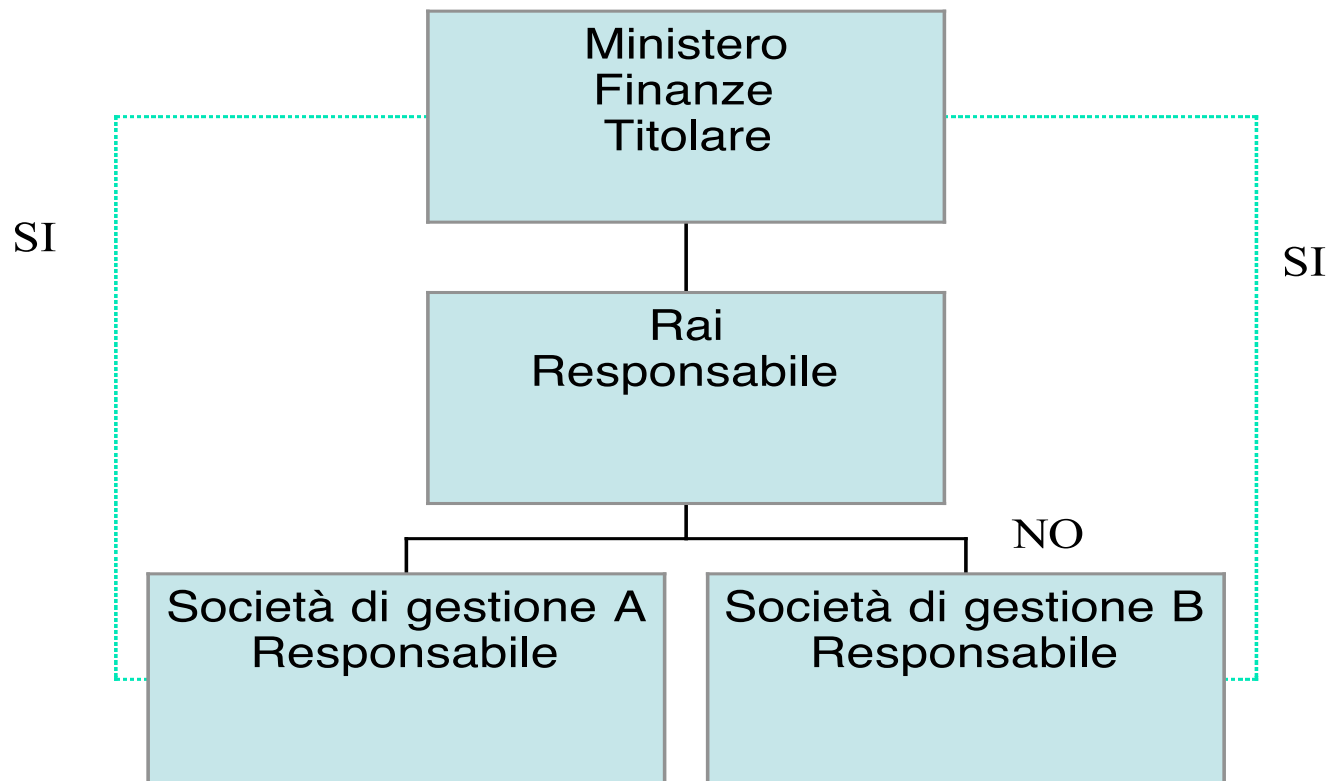 Ministero
Finanze
Titolare
SI
SI
Rai
Responsabile
NO
Società di gestione A
Responsabile
Società di gestione B
Responsabile